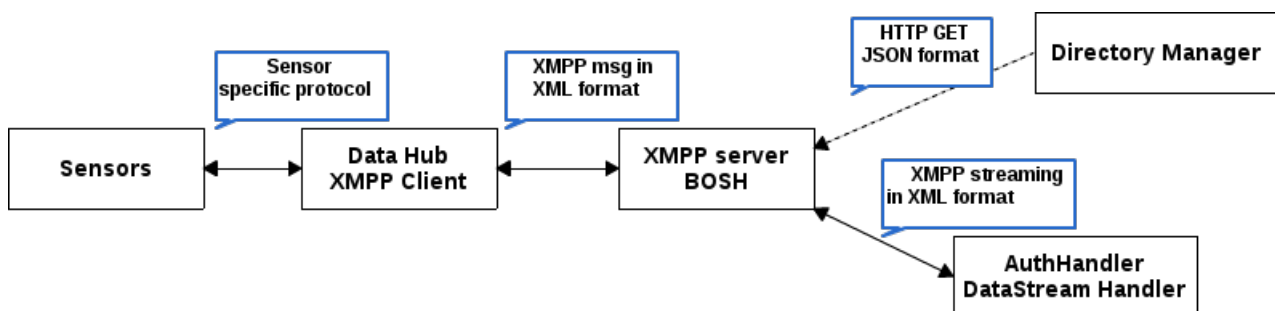 HTTP GET
JSON format
Directory Manager
Sensor
specific protocol
XMPP msg in
XML format
Sensors
Data Hub
XMPP Client
XMPP server
BOSH
XMPP streaming
in XML format
AuthHandler
DataStream Handler